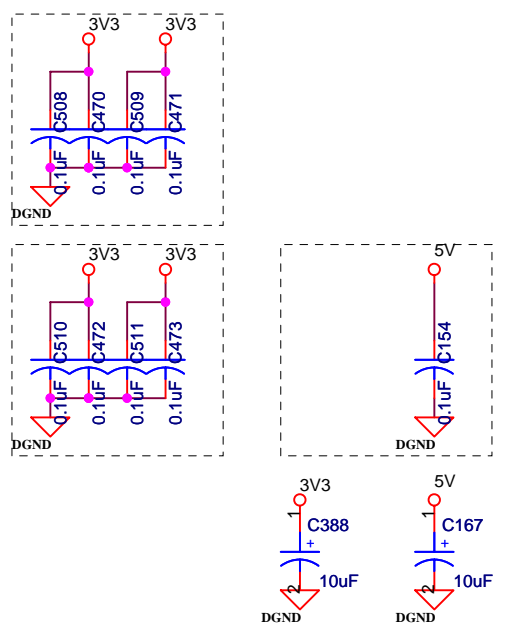 3V3 3V3
C508 C470 C509 C471
0.1uF 0.1uF 0.1uF 0.1uF
DGND
3V3 3V3
C510 C472 C511 C473
0.1uF 0.1uF 0.1uF 0.1uF
DGND
5V
C154
0.1uF
DGND
3V3
1
C388
+
10uF
2
DGND
5V
1
C167
+
10uF
2
DGND